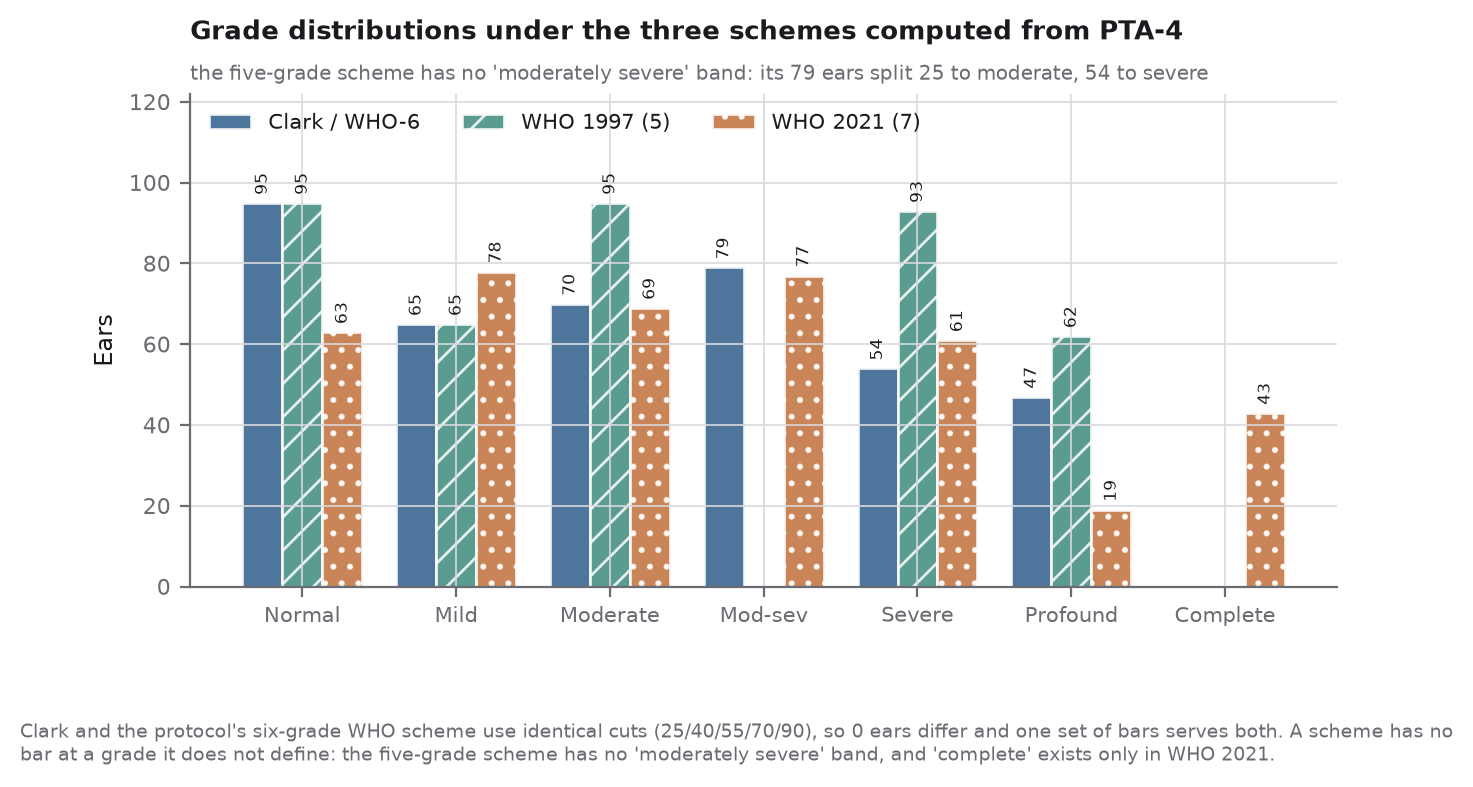 Grade distributions under the three schemes computed from PTA-4
the five-grade scheme has no 'moderately severe' band: its 79 ears split 25 to moderate, 54 to severe
Clark / WHO-6
WHO 1997 (5)
WHO 2021 (7)
Ears
120
100
80
60
40
20
0
95
95
63
65
65
78
70
95
69
79
77
54
93
61
47
62
19
43
Normal
Mild
Moderate
Mod-sev
Severe
Profound
Complete
Clark and the protocol's six-grade WHO scheme use identical cuts (25/40/55/70/90), so 0 ears differ and one set of bars serves both. A scheme has no
bar at a grade it does not define: the five-grade scheme has no 'moderately severe' band, and 'complete' exists only in WHO 2021.